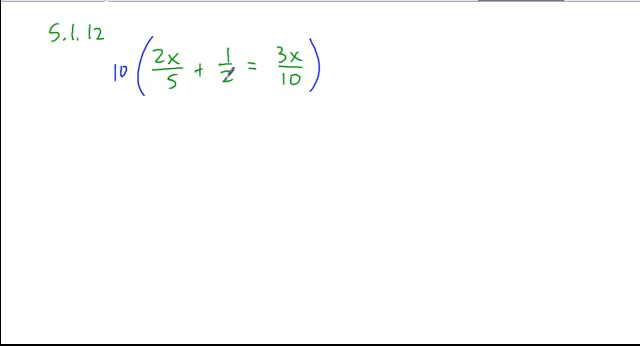 5.1.12
10 ( 2x/5 + 1/2 = 3x/10 )